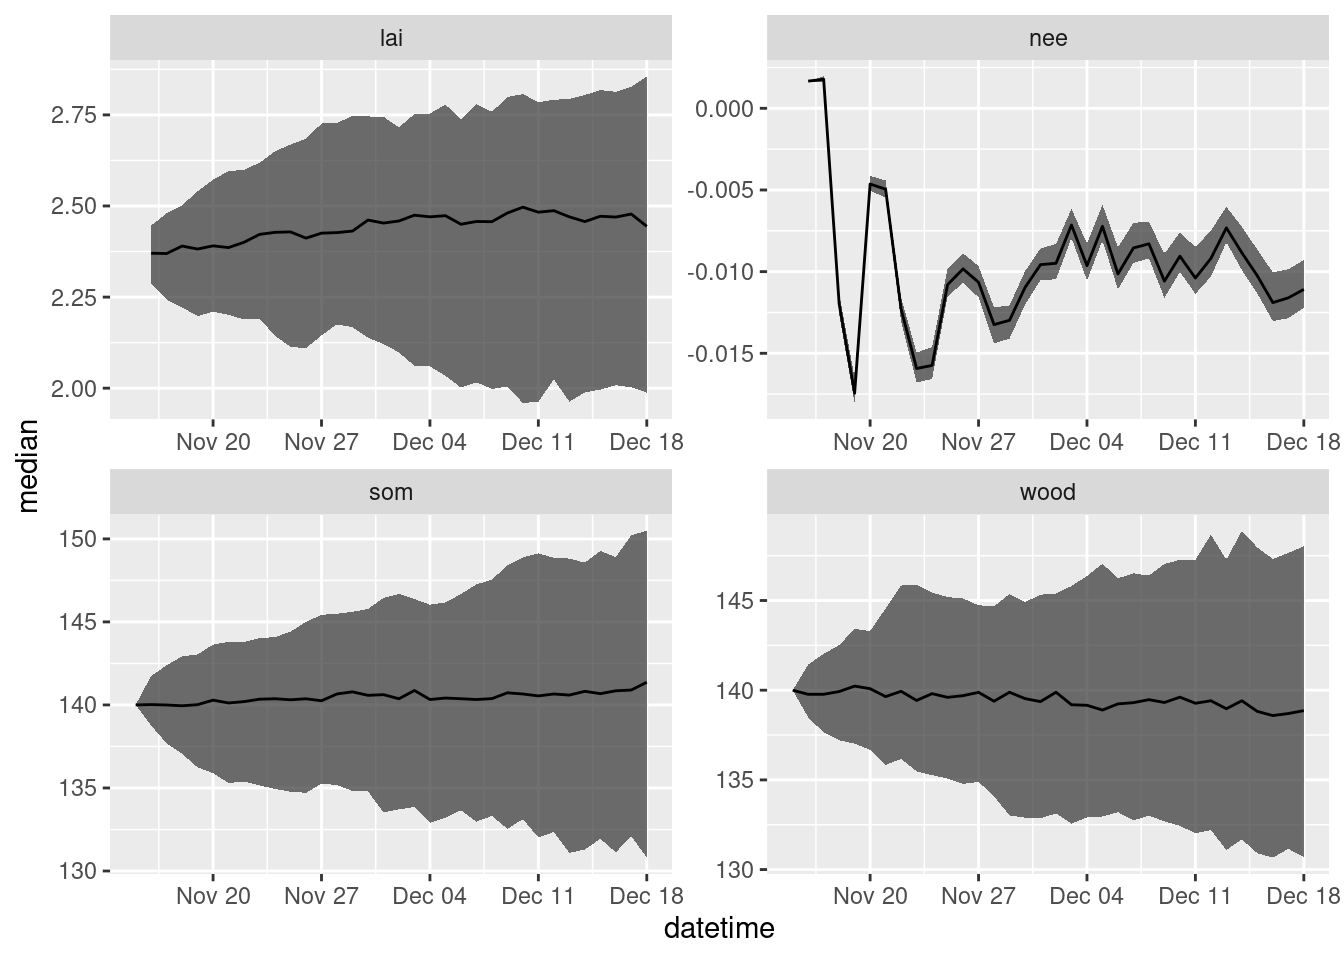 lai
nee
2.75
2.50
2.25
2.00
0.000
-0.005
-0.010
-0.015
Nov 20 Nov 27 Dec 04 Dec 11 Dec 18
Nov 20 Nov 27 Dec 04 Dec 11 Dec 18
median
som
wood
150
145
140
135
130
145
140
135
130
Nov 20 Nov 27 Dec 04 Dec 11 Dec 18
Nov 20 Nov 27 Dec 04 Dec 11 Dec 18
datetime